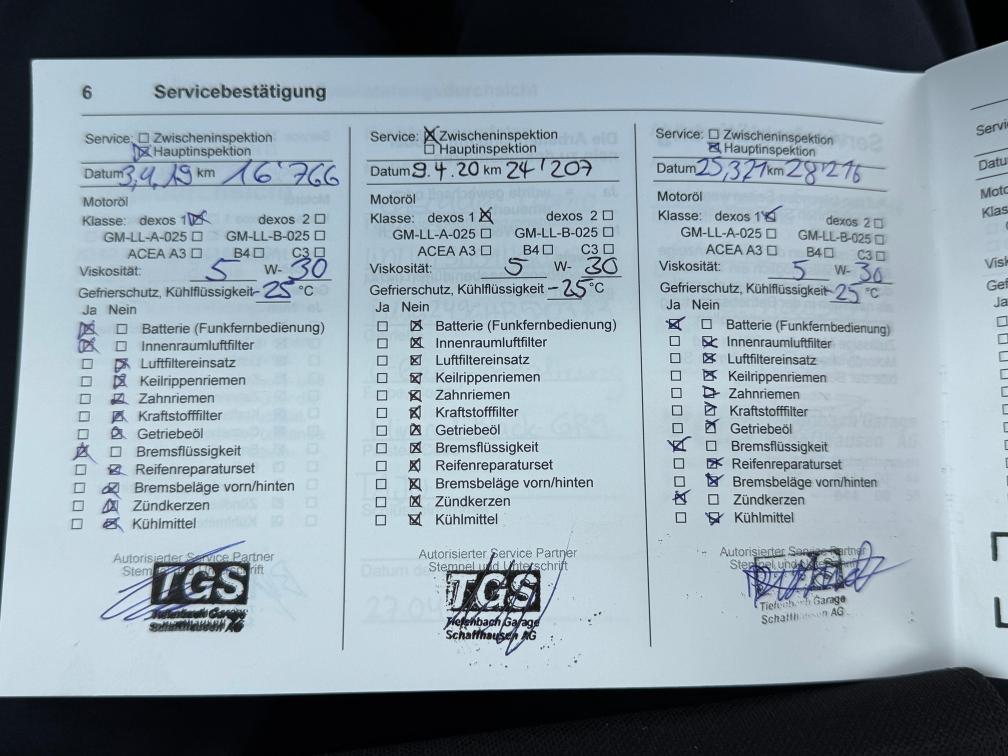 6 Servicebestätigung
Service: ☐ Zwischeninspektion
☒ Hauptinspektion
Datum 3,4,19 km 16'766
Motoröl
Klasse: dexos 1 ☒ dexos 2 ☐
GM-LL-A-025 ☐ GM-LL-B-025 ☐
ACEA A3 ☐ B4 ☐ C3 ☐
Viskosität: 5 W- 30
Gefrierschutz, Kühlflüssigkeit -25 °C
Ja Nein
☒ ☐ Batterie (Funkfernbedienung)
☒ ☐ Innenraumluftfilter
☐ ☒ Luftfiltereinsatz
☐ ☒ Keilrippenriemen
☐ ☒ Zahnriemen
☐ ☒ Kraftstofffilter
☐ ☒ Getriebeöl
☒ ☐ Bremsflüssigkeit
☐ ☒ Reifenreparaturset
☐ ☒ Bremsbeläge vorn/hinten
☐ ☒ Zündkerzen
☐ ☒ Kühlmittel
Autorisierter Service Partner
Stempel und Unterschrift
TGS
Tiefenbach Garage
Schaffhausen AG
Service: ☒ Zwischeninspektion
☐ Hauptinspektion
Datum 9.4.20 km 24'207
Motoröl
Klasse: dexos 1 ☒ dexos 2 ☐
GM-LL-A-025 ☐ GM-LL-B-025 ☐
ACEA A3 ☐ B4 ☐ C3 ☐
Viskosität: 5 W- 30
Gefrierschutz, Kühlflüssigkeit -25 °C
Ja Nein
☐ ☒ Batterie (Funkfernbedienung)
☐ ☒ Innenraumluftfilter
☐ ☒ Luftfiltereinsatz
☐ ☒ Keilrippenriemen
☐ ☒ Zahnriemen
☐ ☒ Kraftstofffilter
☐ ☒ Getriebeöl
☐ ☒ Bremsflüssigkeit
☐ ☒ Reifenreparaturset
☐ ☒ Bremsbeläge vorn/hinten
☐ ☒ Zündkerzen
☐ ☒ Kühlmittel
Autorisierter Service Partner
Stempel und Unterschrift
TGS
Tiefenbach Garage
Schaffhausen AG
Service: ☐ Zwischeninspektion
☒ Hauptinspektion
Datum 25,321 km 28'216
Motoröl
Klasse: dexos 1 ☒ dexos 2 ☐
GM-LL-A-025 ☐ GM-LL-B-025 ☐
ACEA A3 ☐ B4 ☐ C3 ☐
Viskosität: 5 W- 30
Gefrierschutz, Kühlflüssigkeit -25 °C
Ja Nein
☒ ☐ Batterie (Funkfernbedienung)
☐ ☒ Innenraumluftfilter
☐ ☒ Luftfiltereinsatz
☐ ☒ Keilrippenriemen
☐ ☒ Zahnriemen
☐ ☒ Kraftstofffilter
☐ ☒ Getriebeöl
☒ ☐ Bremsflüssigkeit
☐ ☒ Reifenreparaturset
☐ ☒ Bremsbeläge vorn/hinten
☒ ☐ Zündkerzen
☐ ☒ Kühlmittel
Autorisierter Service Partner
Stempel und
Tiefenbach Garage
Schaffhausen AG